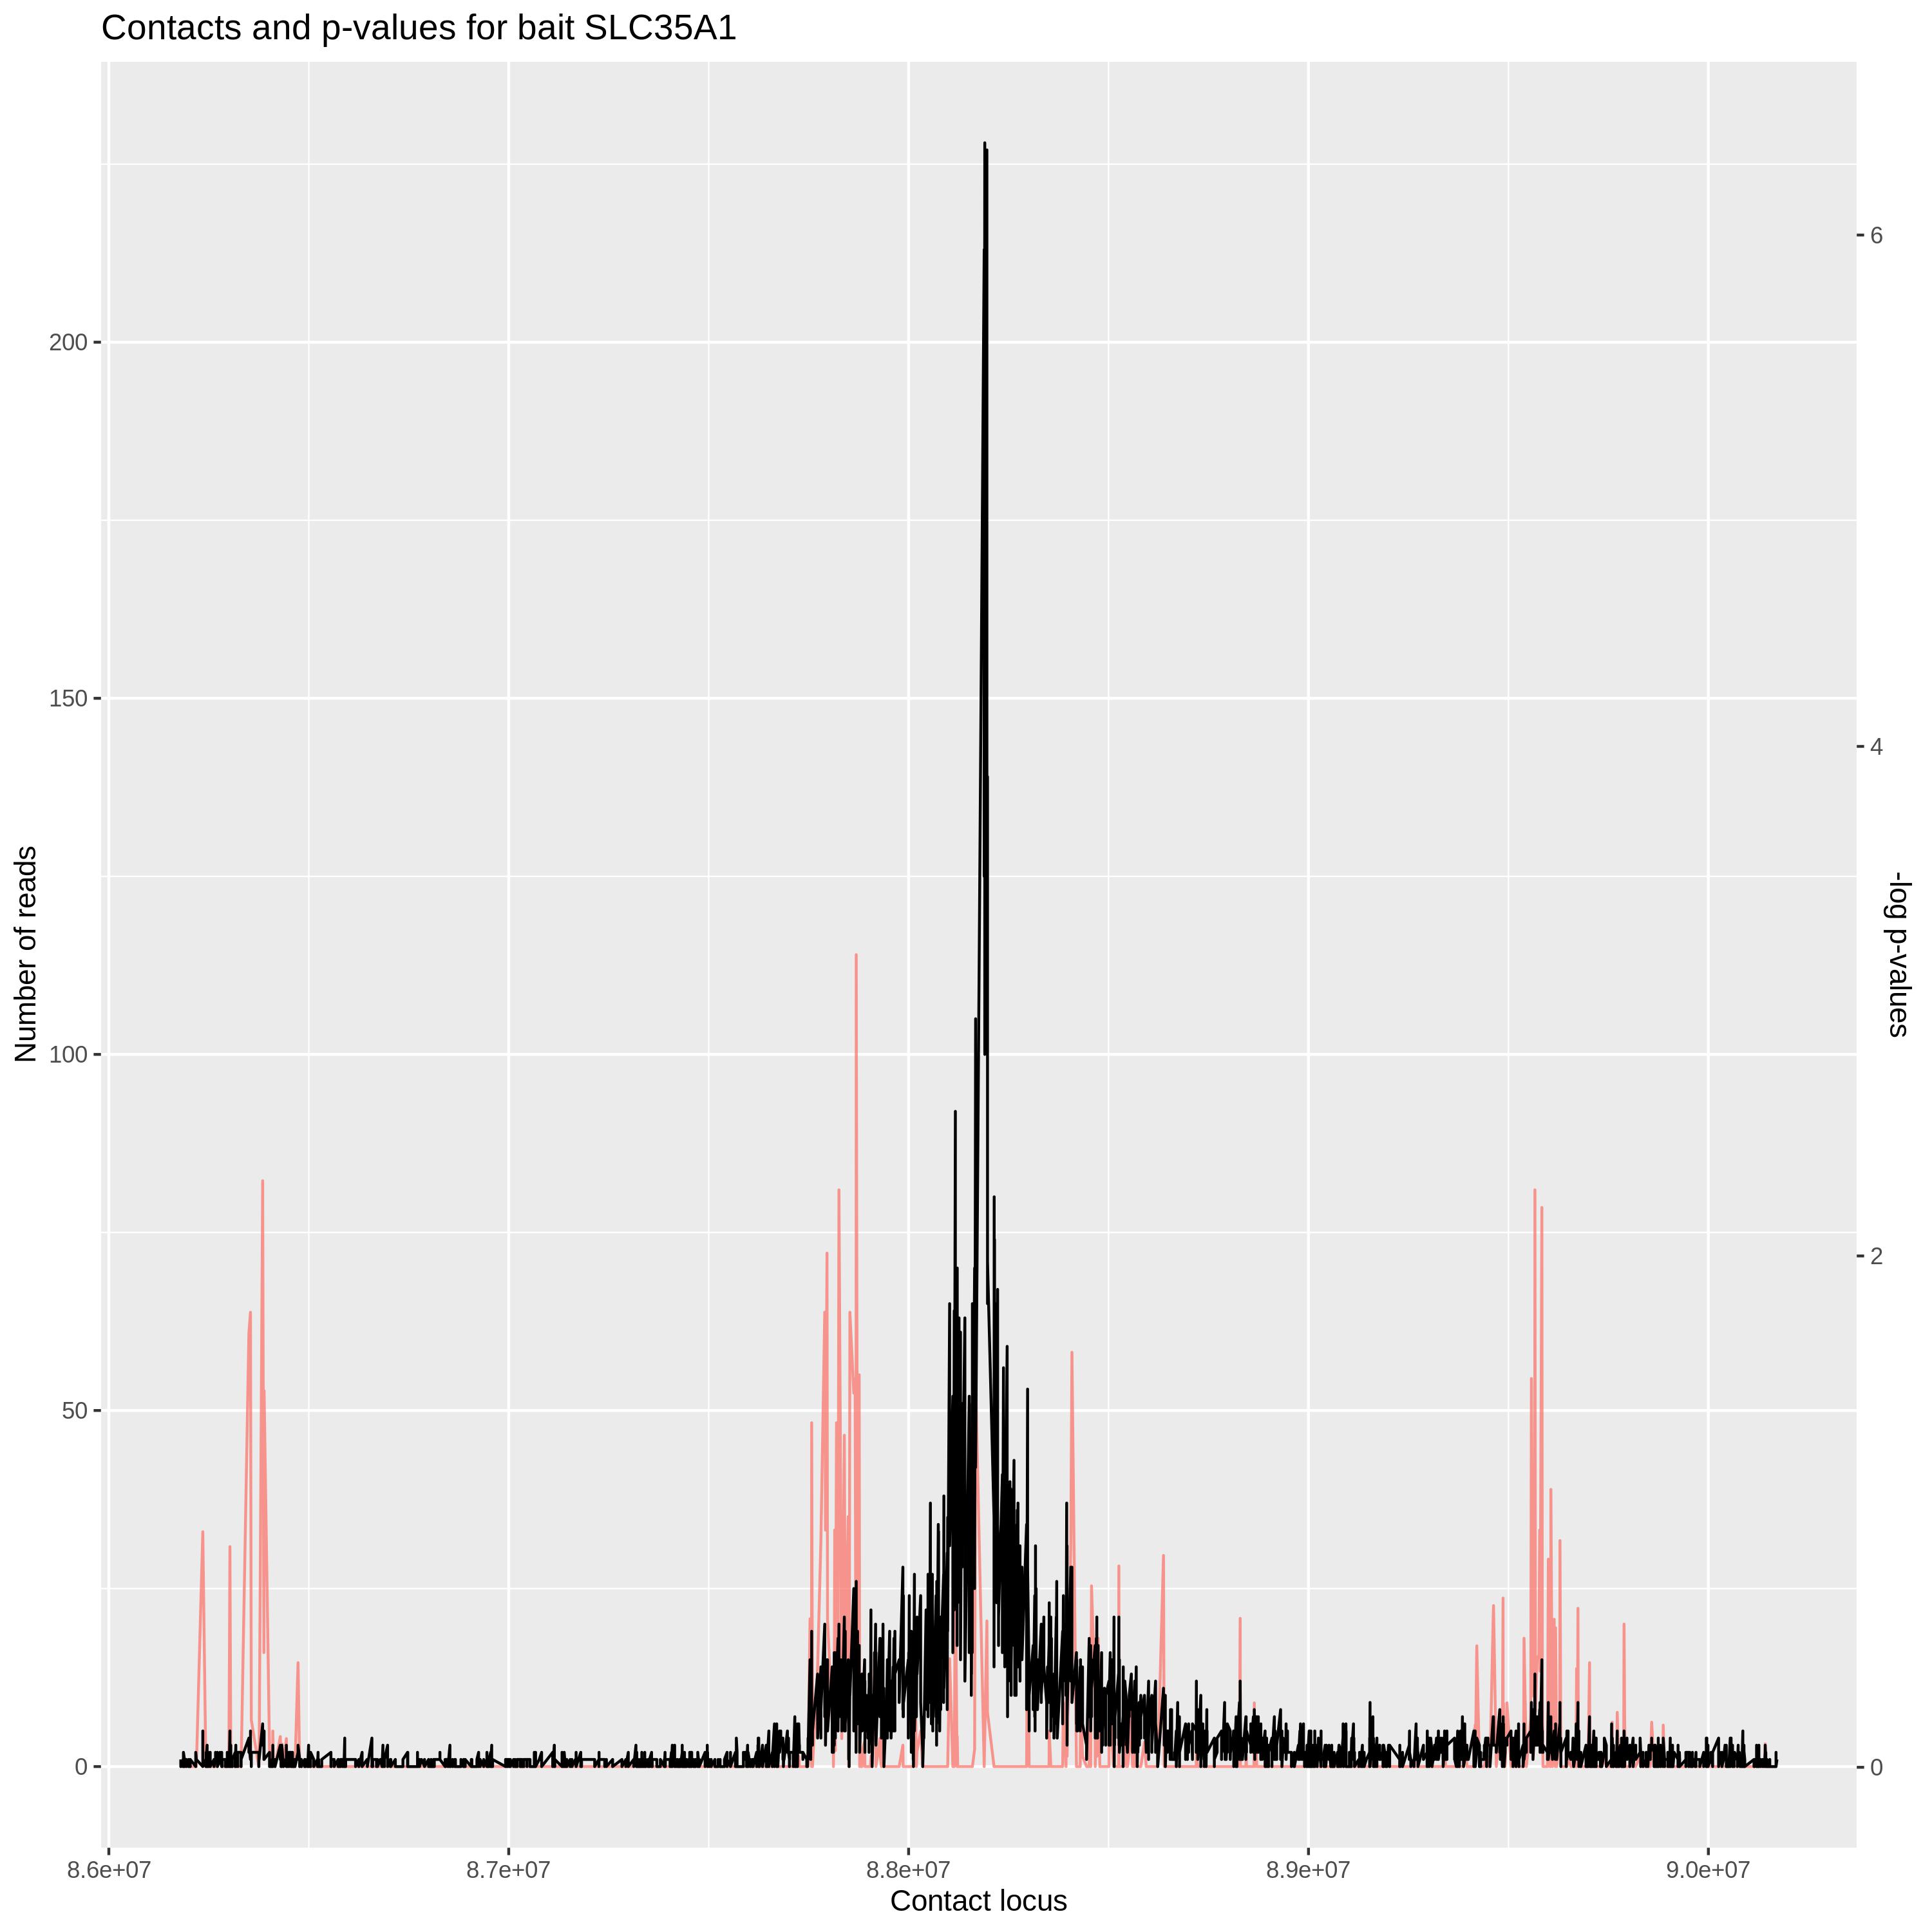 Contacts and p-values for bait SLC35A1
Number of reads
200
150
100
50
0
6
4
2
0
-log p-values
8.6e+07 8.7e+07 8.8e+07 8.9e+07 9.0e+07
Contact locus